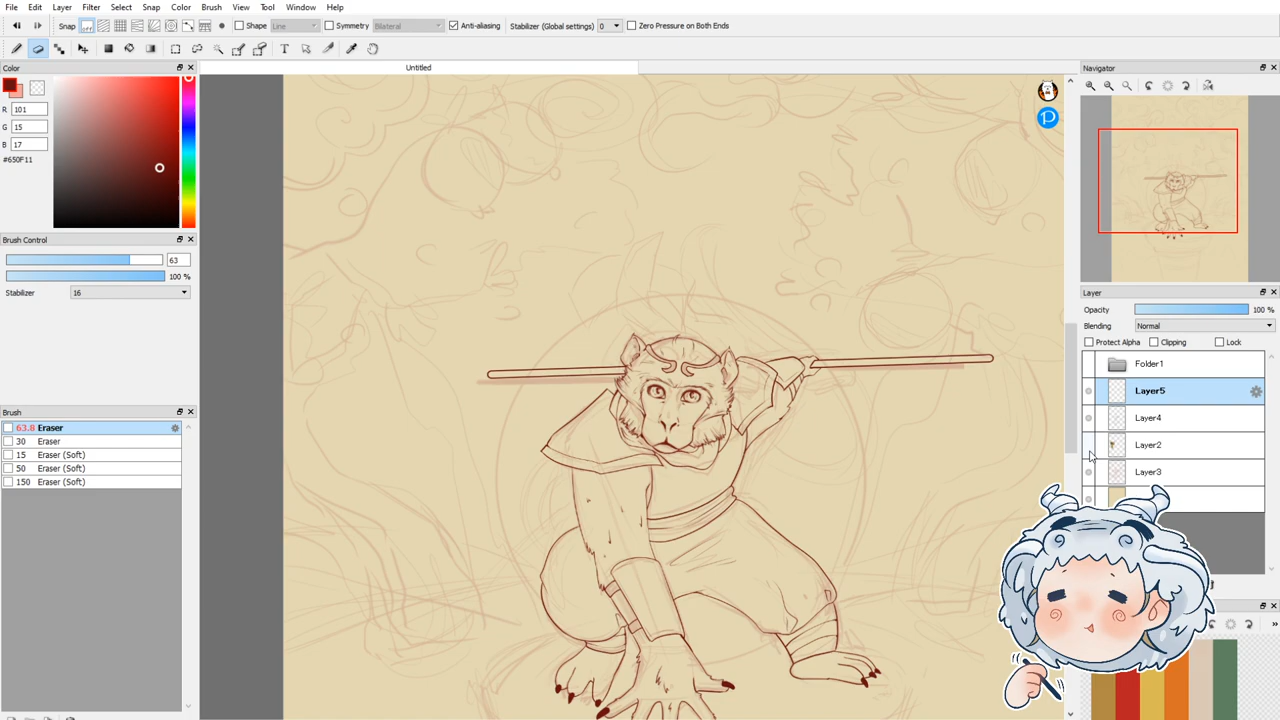 File Edit Layer Filter Select Snap Color Brush View Tool Window Help
Snap off Shape Line Symmetry Bilateral Anti-aliasing Stabilizer (Global settings) 0 Zero Pressure on Both Ends
Color
Untitled
Navigator
R 101
G 15
B 17
#650F11
Brush Control
63
100 %
Stabilizer 16
Layer
Opacity 100 %
Blending Normal
Protect Alpha Clipping Lock
Folder1
Layer5
Layer4
Layer2
Layer3
Brush
63.8 Eraser
30 Eraser
15 Eraser (Soft)
50 Eraser (Soft)
150 Eraser (Soft)